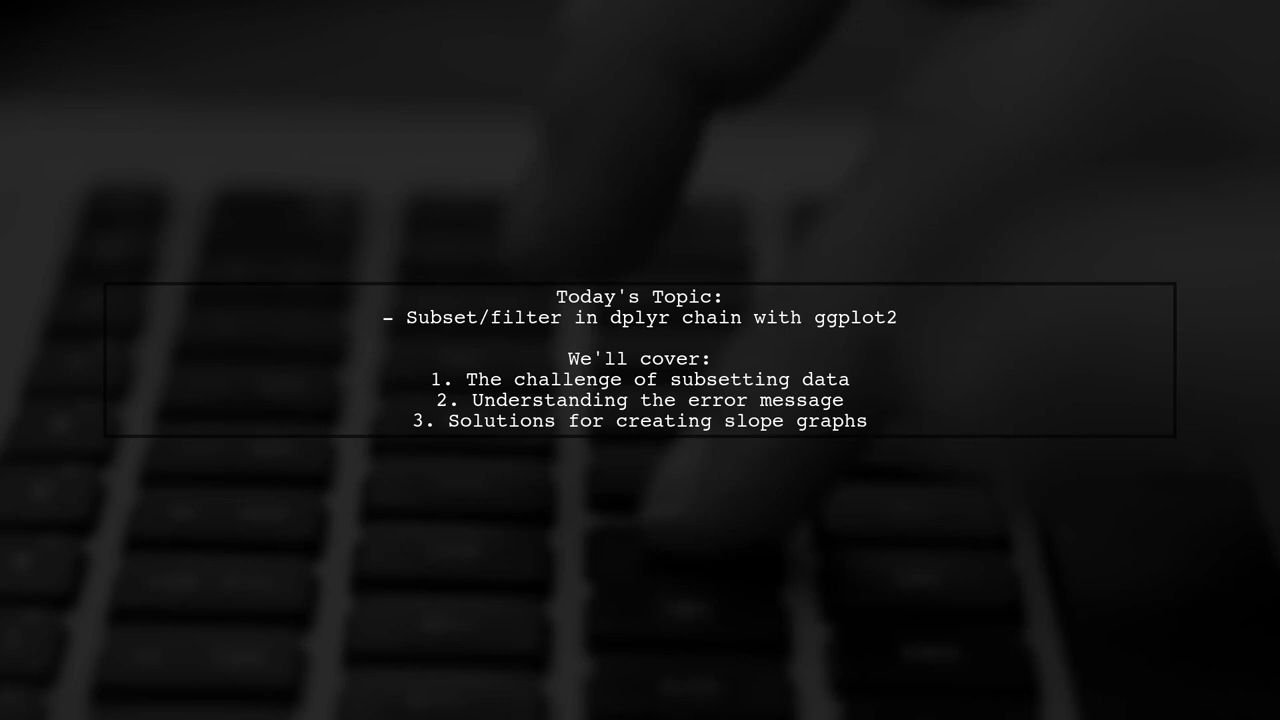 Today's Topic:
- Subset/filter in dplyr chain with ggplot2
We'll cover:
1. The challenge of subsetting data
2. Understanding the error message
3. Solutions for creating slope graphs